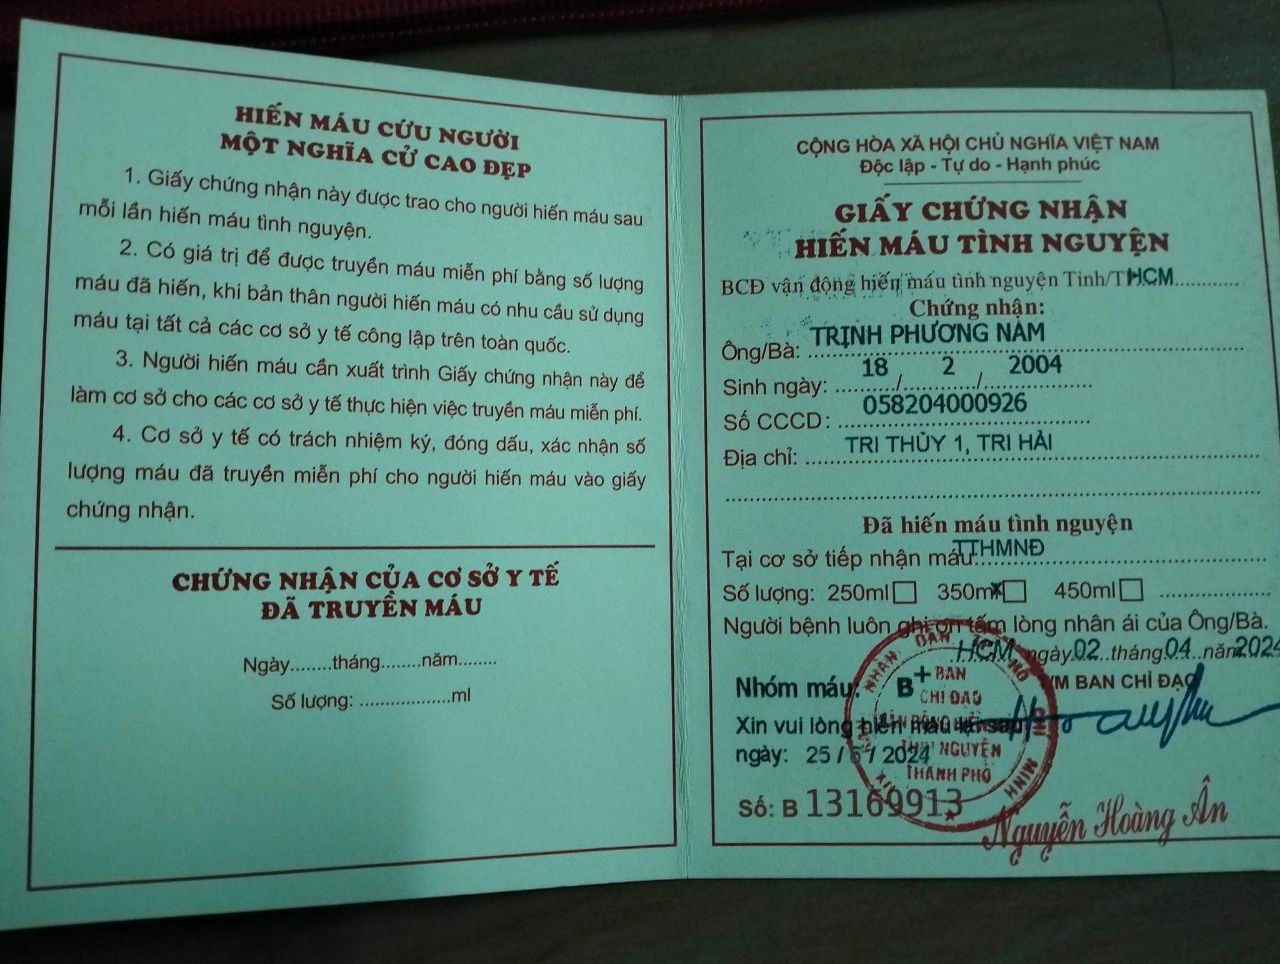 HIẾN MÁU CỨU NGƯỜI
MỘT NGHĨA CỬ CAO ĐẸP
1. Giấy chứng nhận này được trao cho người hiến máu sau
mỗi lần hiến máu tình nguyện.
2. Có giá trị để được truyền máu miễn phí bằng số lượng
máu đã hiến, khi bản thân người hiến máu có nhu cầu sử dụng
máu tại tất cả các cơ sở y tế công lập trên toàn quốc.
3. Người hiến máu cần xuất trình Giấy chứng nhận này để
làm cơ sở cho các cơ sở y tế thực hiện việc truyền máu miễn phí.
4. Cơ sở y tế có trách nhiệm ký, đóng dấu, xác nhận số
lượng máu đã truyền miễn phí cho người hiến máu vào giấy
chứng nhận.
CHỨNG NHẬN CỦA CƠ SỞ Y TẾ
ĐÃ TRUYỀN MÁU
Ngày........tháng........năm........
Số lượng: ..................ml
CỘNG HÒA XÃ HỘI CHỦ NGHĨA VIỆT NAM
Độc lập - Tự do - Hạnh phúc
GIẤY CHỨNG NHẬN
HIẾN MÁU TÌNH NGUYỆN
BCĐ vận động hiến máu tình nguyện Tỉnh/TP HCM
Chứng nhận:
Ông/Bà: TRỊNH PHƯƠNG NAM
Sinh ngày: 18 / 2 / 2004
Số CCCD: 058204000926
Địa chỉ: TRI THỦY 1, TRI HẢI
Đã hiến máu tình nguyện
Tại cơ sở tiếp nhận máu: TTHMNĐ
Số lượng: 250ml 350ml x 450ml
Người bệnh luôn ghi ơn tấm lòng nhân ái của Ông/Bà.
HCM ngày 02 tháng 04 năm 2024
Nhóm máu: B+ TM BAN CHỈ ĐẠO
Xin vui lòng hiến máu lại sau
ngày: 25 / 6 / 2024
BAN
CHỈ ĐẠO
VẬN ĐỘNG HIẾN MÁU
TÌNH NGUYỆN
THÀNH PHỐ
Số: B 13169913
Nguyễn Hoàng Ân